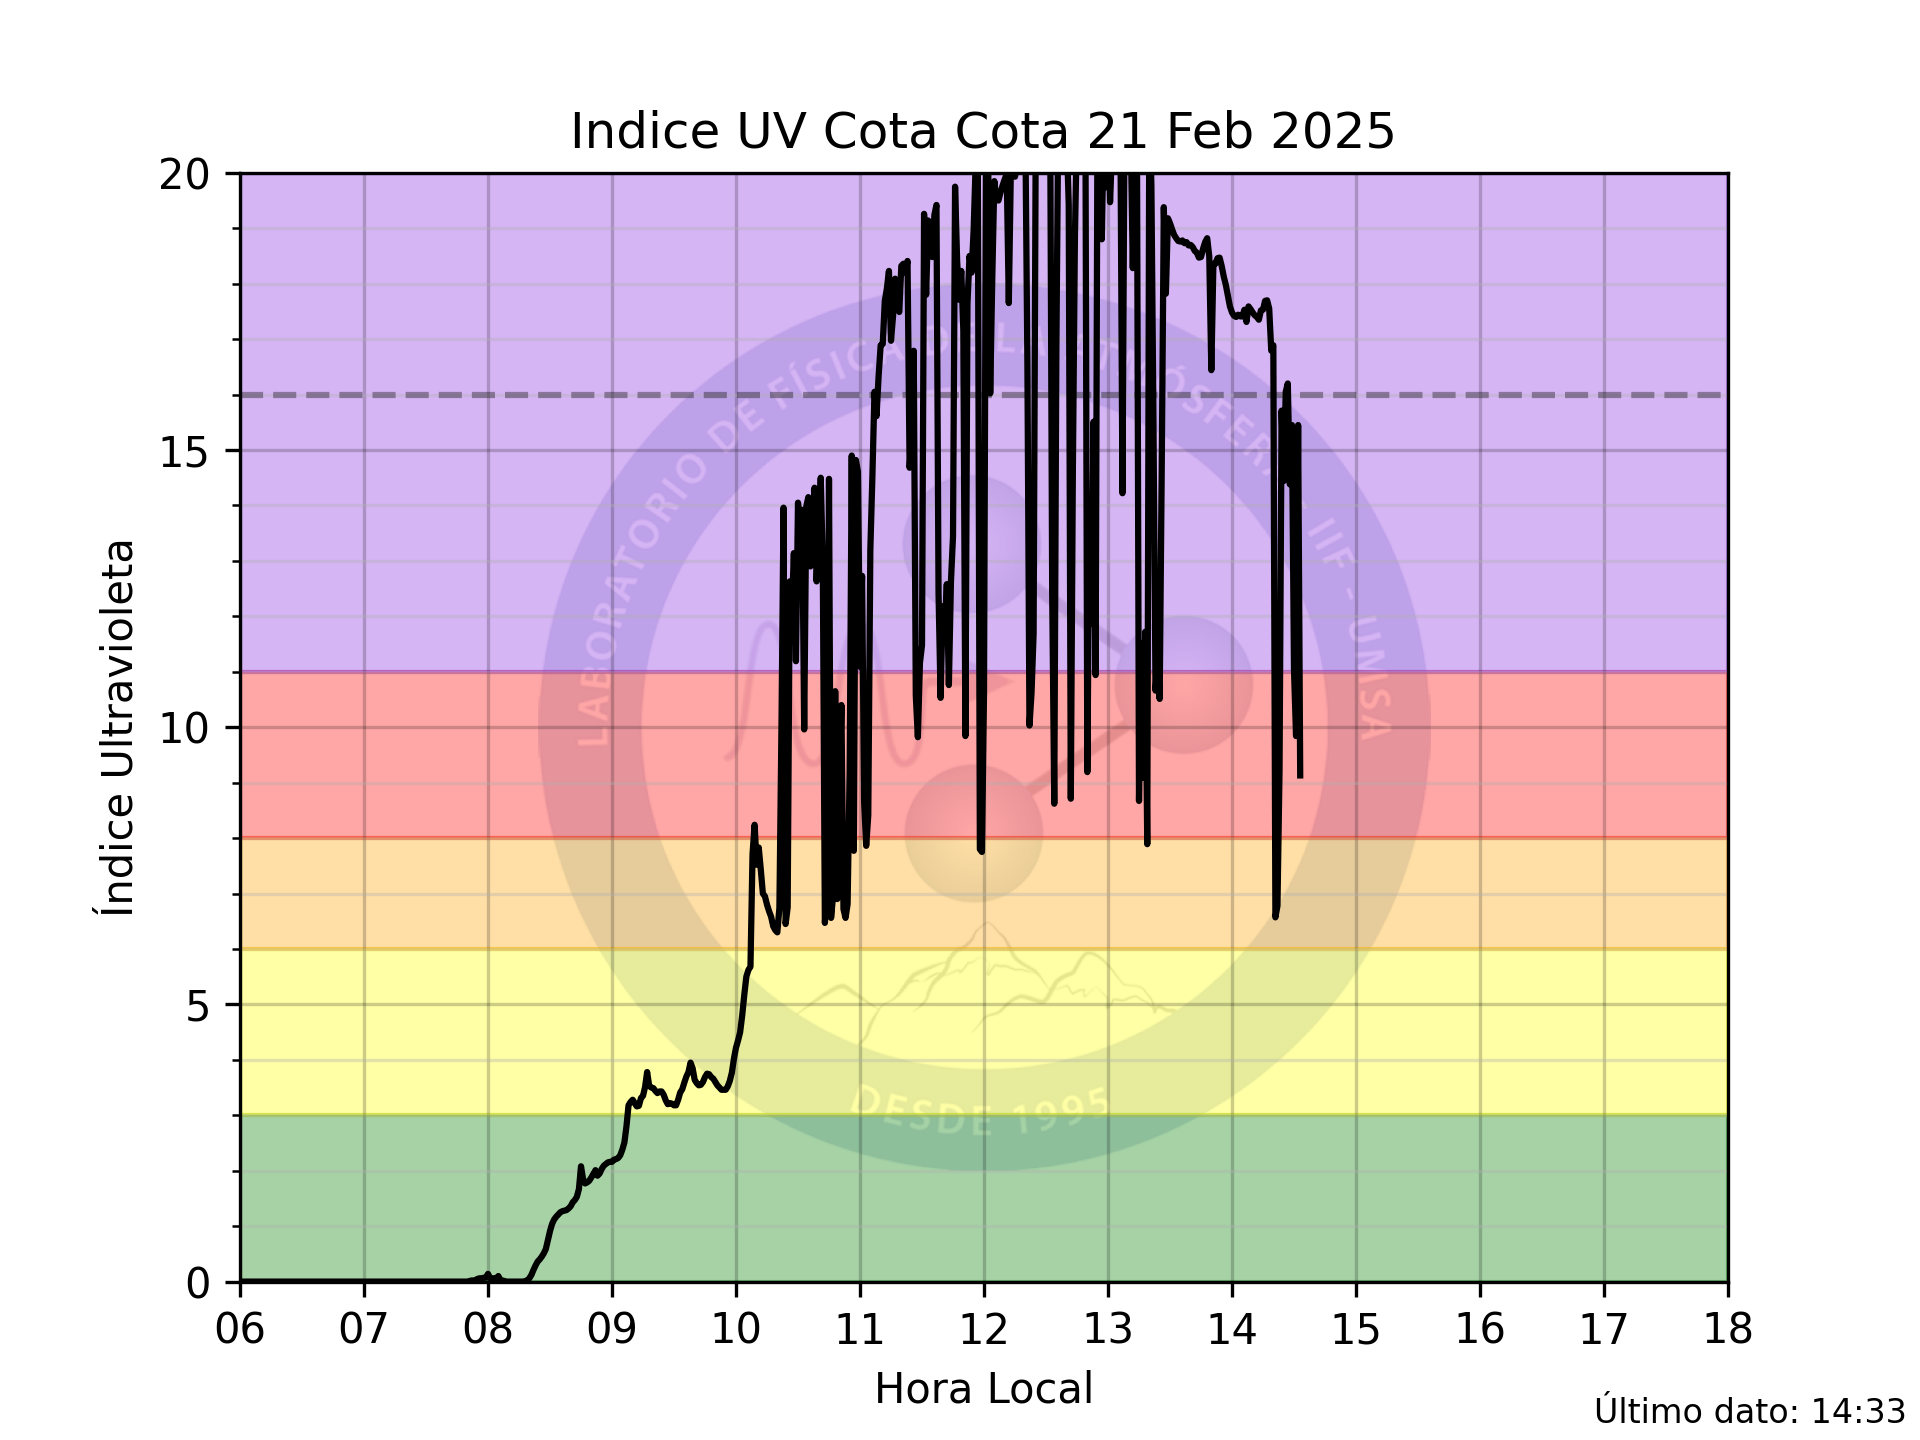 Indice UV Cota Cota 21 Feb 2025
20
15
10
5
0
Índice Ultravioleta
LABORATORIO DE FÍSICA DE LA ATMÓSFERA - IIF - UMSA
DESDE 1995
06 07 08 09 10 11 12 13 14 15 16 17 18
Hora Local
Último dato: 14:33